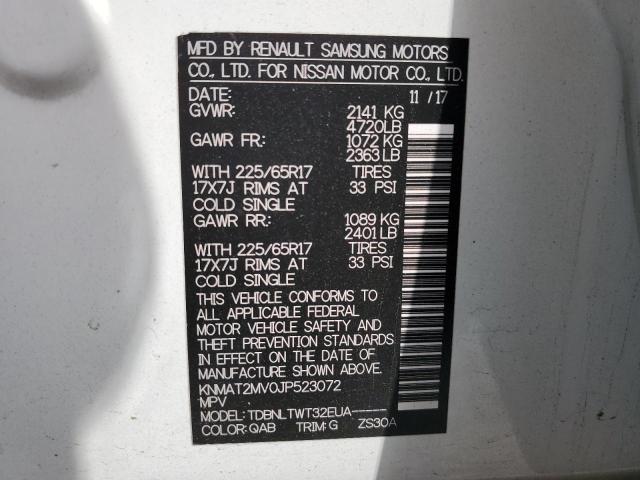 MFD BY RENAULT SAMSUNG MOTORS
CO., LTD. FOR NISSAN MOTOR CO., LTD.
DATE: 11 / 17
GVWR: 2141 KG
4720LB
GAWR FR: 1072 KG
2363 LB
WITH 225/65R17 TIRES
17X7J RIMS AT 33 PSI
COLD SINGLE
GAWR RR: 1089 KG
2401 LB
WITH 225/65R17 TIRES
17X7J RIMS AT 33 PSI
COLD SINGLE
THIS VEHICLE CONFORMS TO
ALL APPLICABLE FEDERAL
MOTOR VEHICLE SAFETY AND
THEFT PREVENTION STANDARDS
IN EFFECT ON THE DATE OF
MANUFACTURE SHOWN ABOVE.
KNMAT2MV0JP523072
MPV
MODEL: TDBNLTWT32EUA-----
COLOR: QAB TRIM: G ZS30A